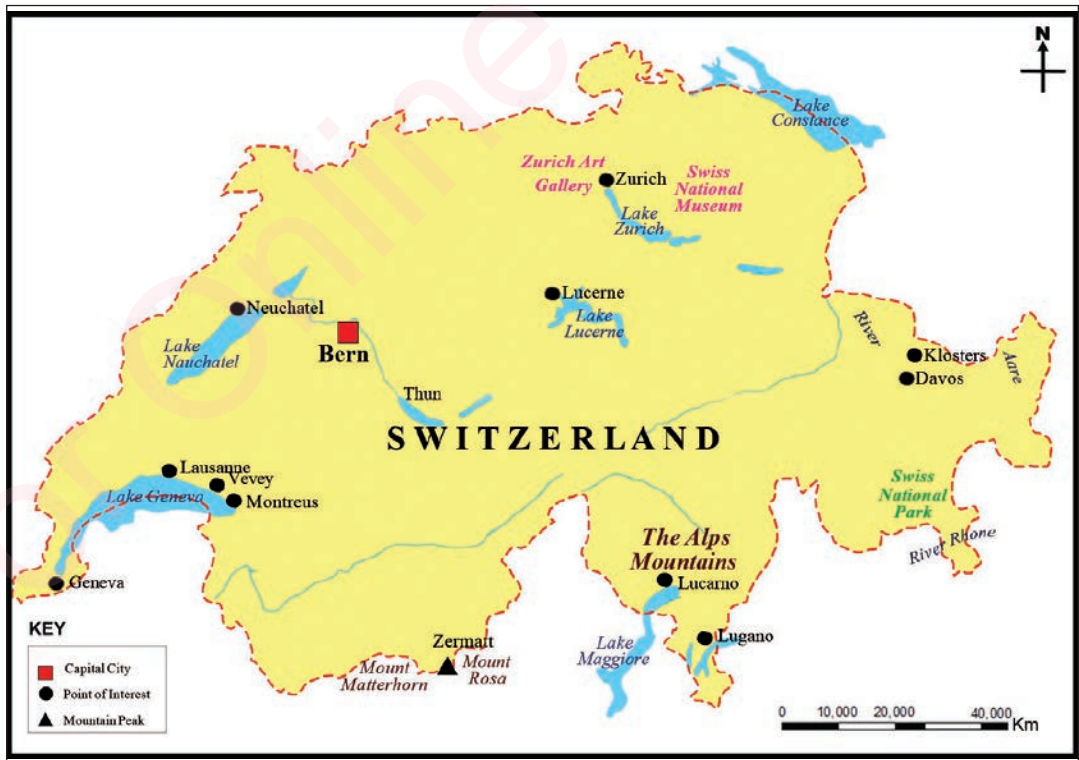 N
Lake
Constance
Zurich Art
Gallery
Zurich
Swiss
National
Museum
Lake
Zurich
Neuchatel
Lucerne
Lake
Lucerne
Lake
Nauchatel
Bern
River
Klosters
Aare
Davos
Thun
SWITZERLAND
Lausanne
Vevey
Lake Geneva
Montreus
Swiss
National
Park
River Rhone
The Alps
Mountains
Geneva
Lucarno
Zermatt
Mount
Matterhorn
Mount
Rosa
Lake
Maggiore
Lugano
KEY
Capital City
Point of Interest
Mountain Peak
0 10,000 20,000 40,000 Km
Online